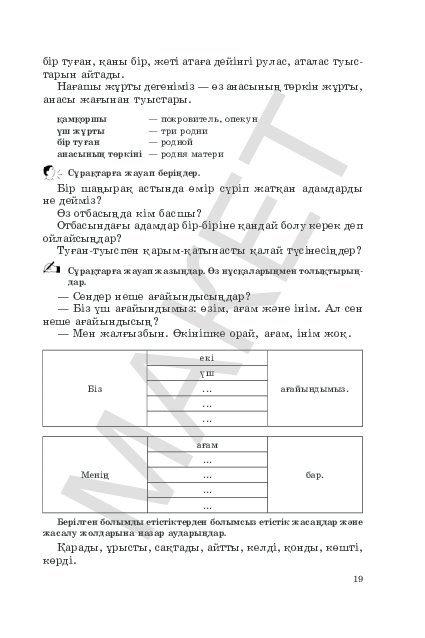 бір туған, қаны бір, жеті атаға дейінгі рулас, аталас туыс-
тарын айтады.
Нағашы жұрты дегеніміз — өз анасының төркін жұрты,
анасы жағынан туыстары.
қамқоршы — покровитель, опекун
үш жұрты — три родни
бір туған — родной
анасының төркіні — родня матери
Сұрақтарға жауап беріңдер.
Бір шаңырақ астында өмір сүріп жатқан адамдарды
не дейміз?
Өз отбасыңда кім басшы?
Отбасындағы адамдар бір-біріне қандай болу керек деп
ойлайсыңдар?
Туған-туыспен қарым-қатынасты қалай түсінесіңдер?
Сұрақтарға жауап жазыңдар. Өз нұсқаларыңмен толықтырың-
дар.
— Сендер неше ағайындысыңдар?
— Біз үш ағайындымыз: өзім, ағам және інім. Ал сен
неше ағайындысың?
— Мен жалғызбын. Өкінішке орай, ағам, інім жоқ.
екі
үш
Біз ... ағайындымыз.
...
...
ағам
...
Менің ... бар.
...
...
Берілген болымды етістіктерден болымсыз етістік жасаңдар және
жасалу жолдарына назар аударыңдар.
Қарады, ұрысты, сақтады, айтты, келді, қонды, көшті,
көрді.
19
МАКЕТ